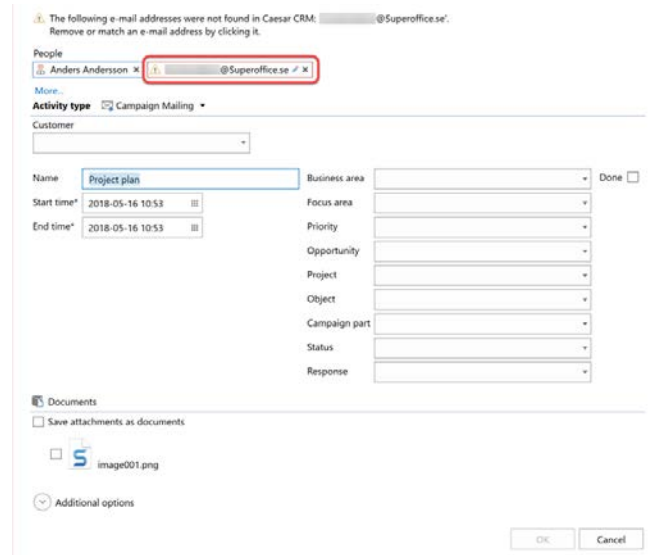 The following e-mail addresses were not found in Caesar CRM: @Superoffice.se'.
Remove or match an e-mail address by clicking it.
People
Anders Andersson × @Superoffice.se ×
More...
Activity type Campaign Mailing
Customer
Name Project plan Business area Done
Start time* 2018-05-16 10:53 Focus area
End time* 2018-05-16 10:53 Priority
Opportunity
Project
Object
Campaign part
Status
Response
Documents
Save attachments as documents
S image001.png
Additional options
OK Cancel